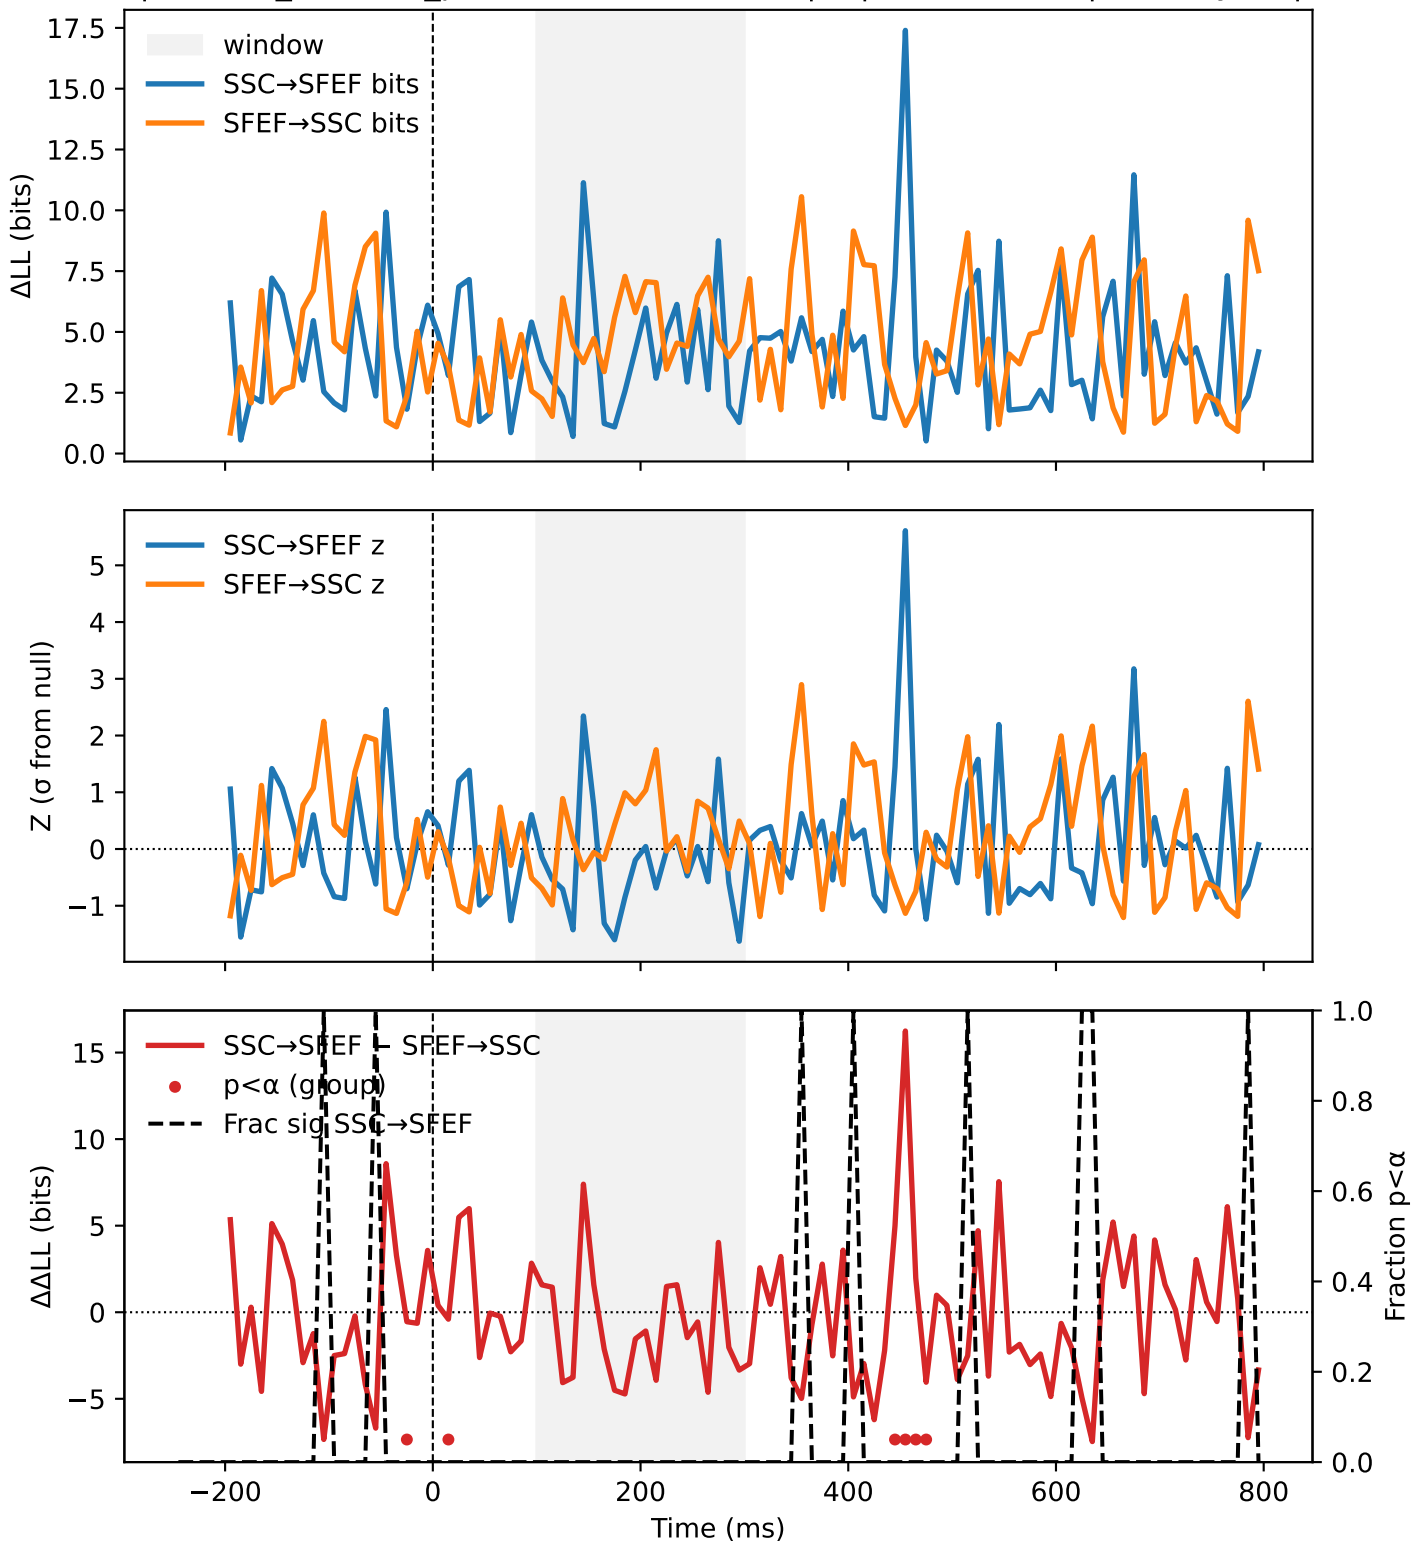 17.5
15.0
12.5
10.0
7.5
5.0
2.5
0.0
ΔLL (bits)
window
SSC→SFEF bits
SFEF→SSC bits
5
4
3
2
1
0
−1
Z (σ from null)
SSC→SFEF z
SFEF→SSC z
15
10
5
0
−5
ΔΔLL (bits)
SSC→SFEF − SFEF→SSC
p<α (group)
Frac sig SSC→SFEF
1.0
0.8
0.6
0.4
0.2
0.0
Fraction p<α
−200
0
200
400
600
800
Time (ms)